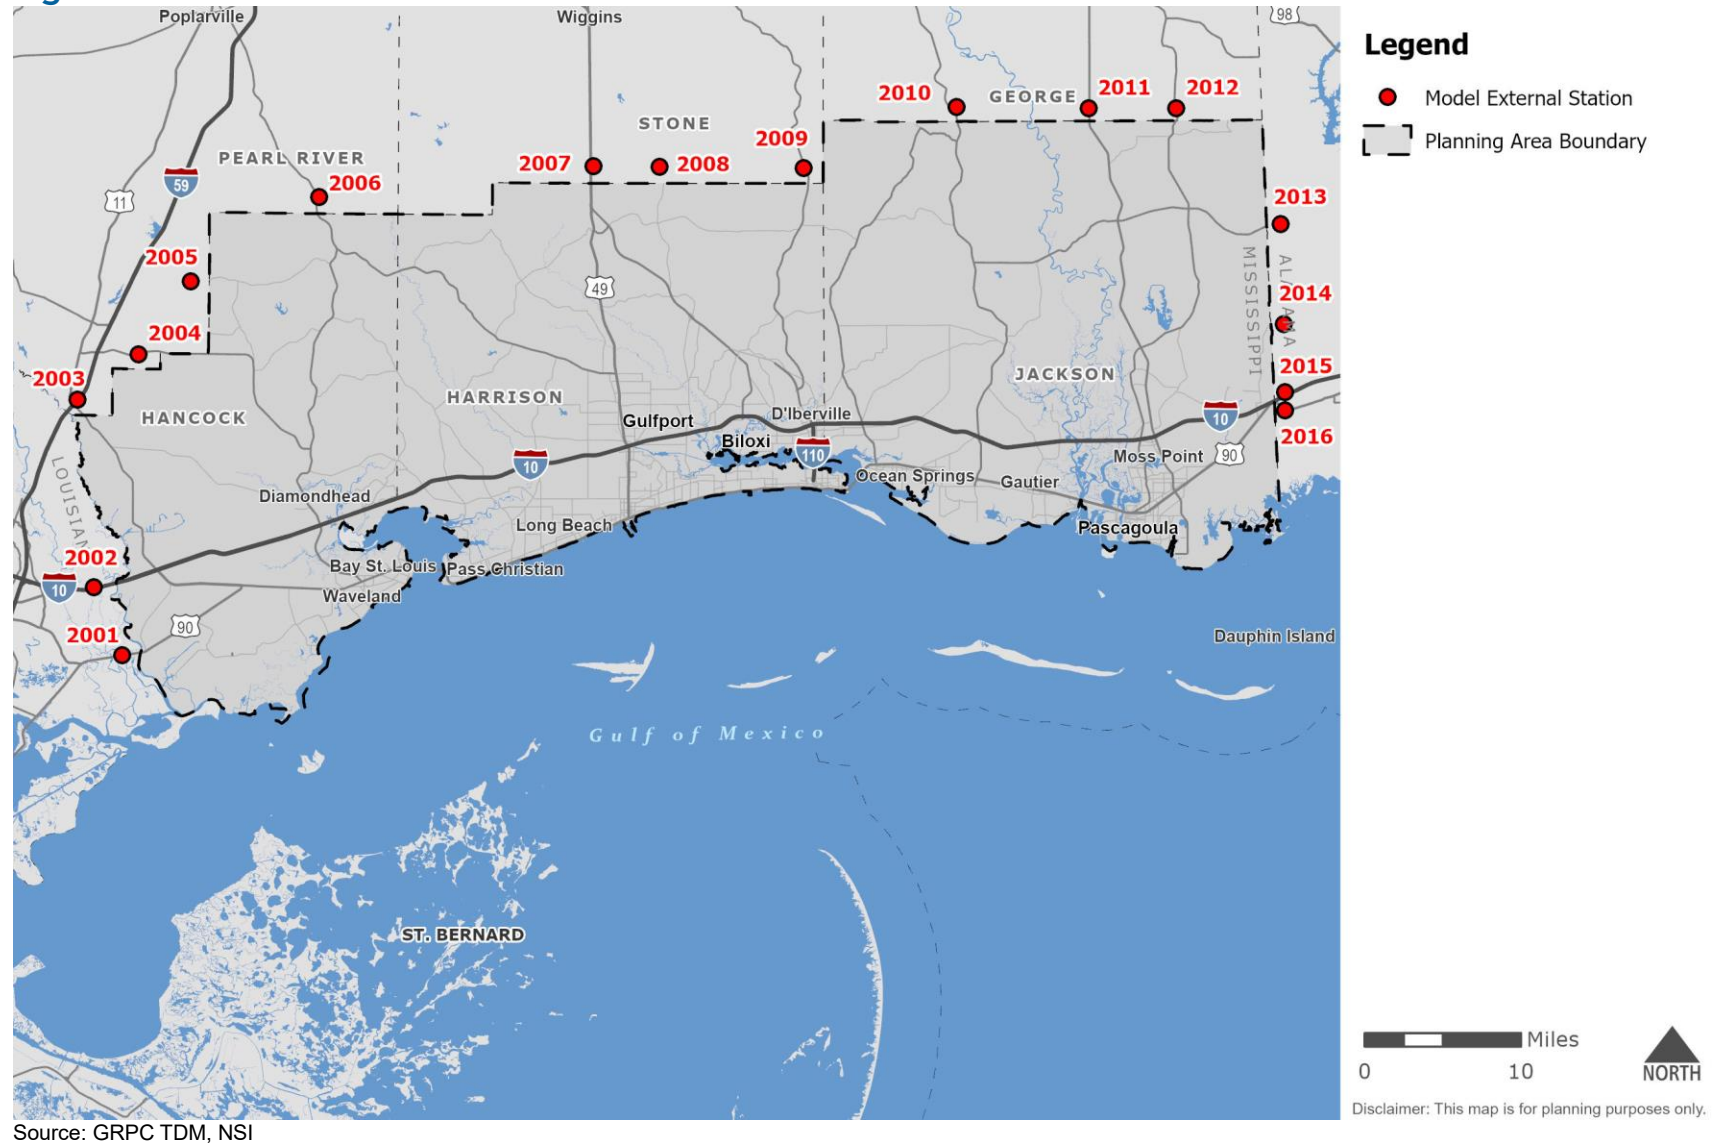 Poplarville
Wiggins
98
Legend
Model External Station
Planning Area Boundary
2010
GEORGE
2011
2012
STONE
2009
PEARL RIVER
2007
2008
59
2006
11
2013
2005
MISSISSIPPI
ALABAMA
49
2014
2004
2015
2003
JACKSON
HARRISON
HANCOCK
Gulfport
D'Iberville
10
2016
Biloxi
110
Moss Point
90
10
Ocean Springs
Gautier
LOUISIAN
Diamondhead
Long Beach
Pascagoula
2002
Bay St. Louis
Pass Christian
10
Waveland
90
2001
Dauphin Island
Gulf of Mexico
ST. BERNARD
Miles
0 10
NORTH
Disclaimer: This map is for planning purposes only.
Source: GRPC TDM, NSI